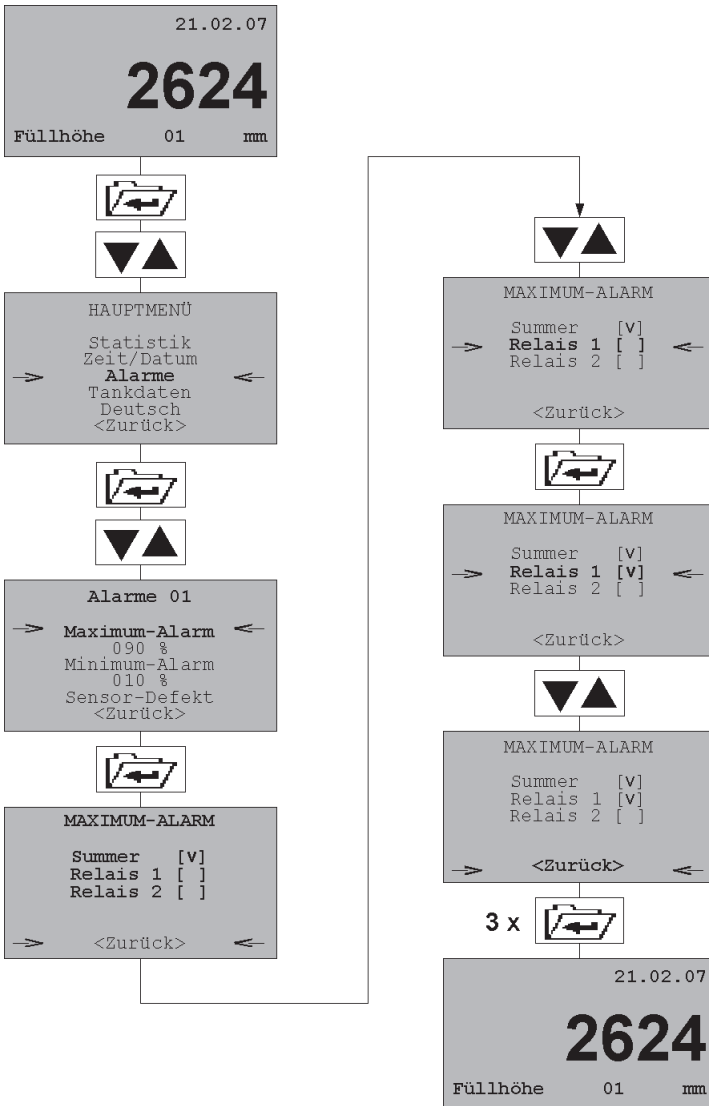 21.02.07
2624
Füllhöhe 01 mm
HAUPTMENÜ
Statistik
Zeit/Datum
Alarme
Tankdaten
Deutsch
<Zurück>
Alarme 01
Maximum-Alarm
090 %
Minimum-Alarm
010 %
Sensor-Defekt
<Zurück>
MAXIMUM-ALARM
Summer [V]
Relais 1 [ ]
Relais 2 [ ]
<Zurück>
MAXIMUM-ALARM
Summer [V]
Relais 1 [ ]
Relais 2 [ ]
<Zurück>
MAXIMUM-ALARM
Summer [V]
Relais 1 [V]
Relais 2 [ ]
<Zurück>
MAXIMUM-ALARM
Summer [V]
Relais 1 [V]
Relais 2 [ ]
<Zurück>
3 x
21.02.07
2624
Füllhöhe 01 mm